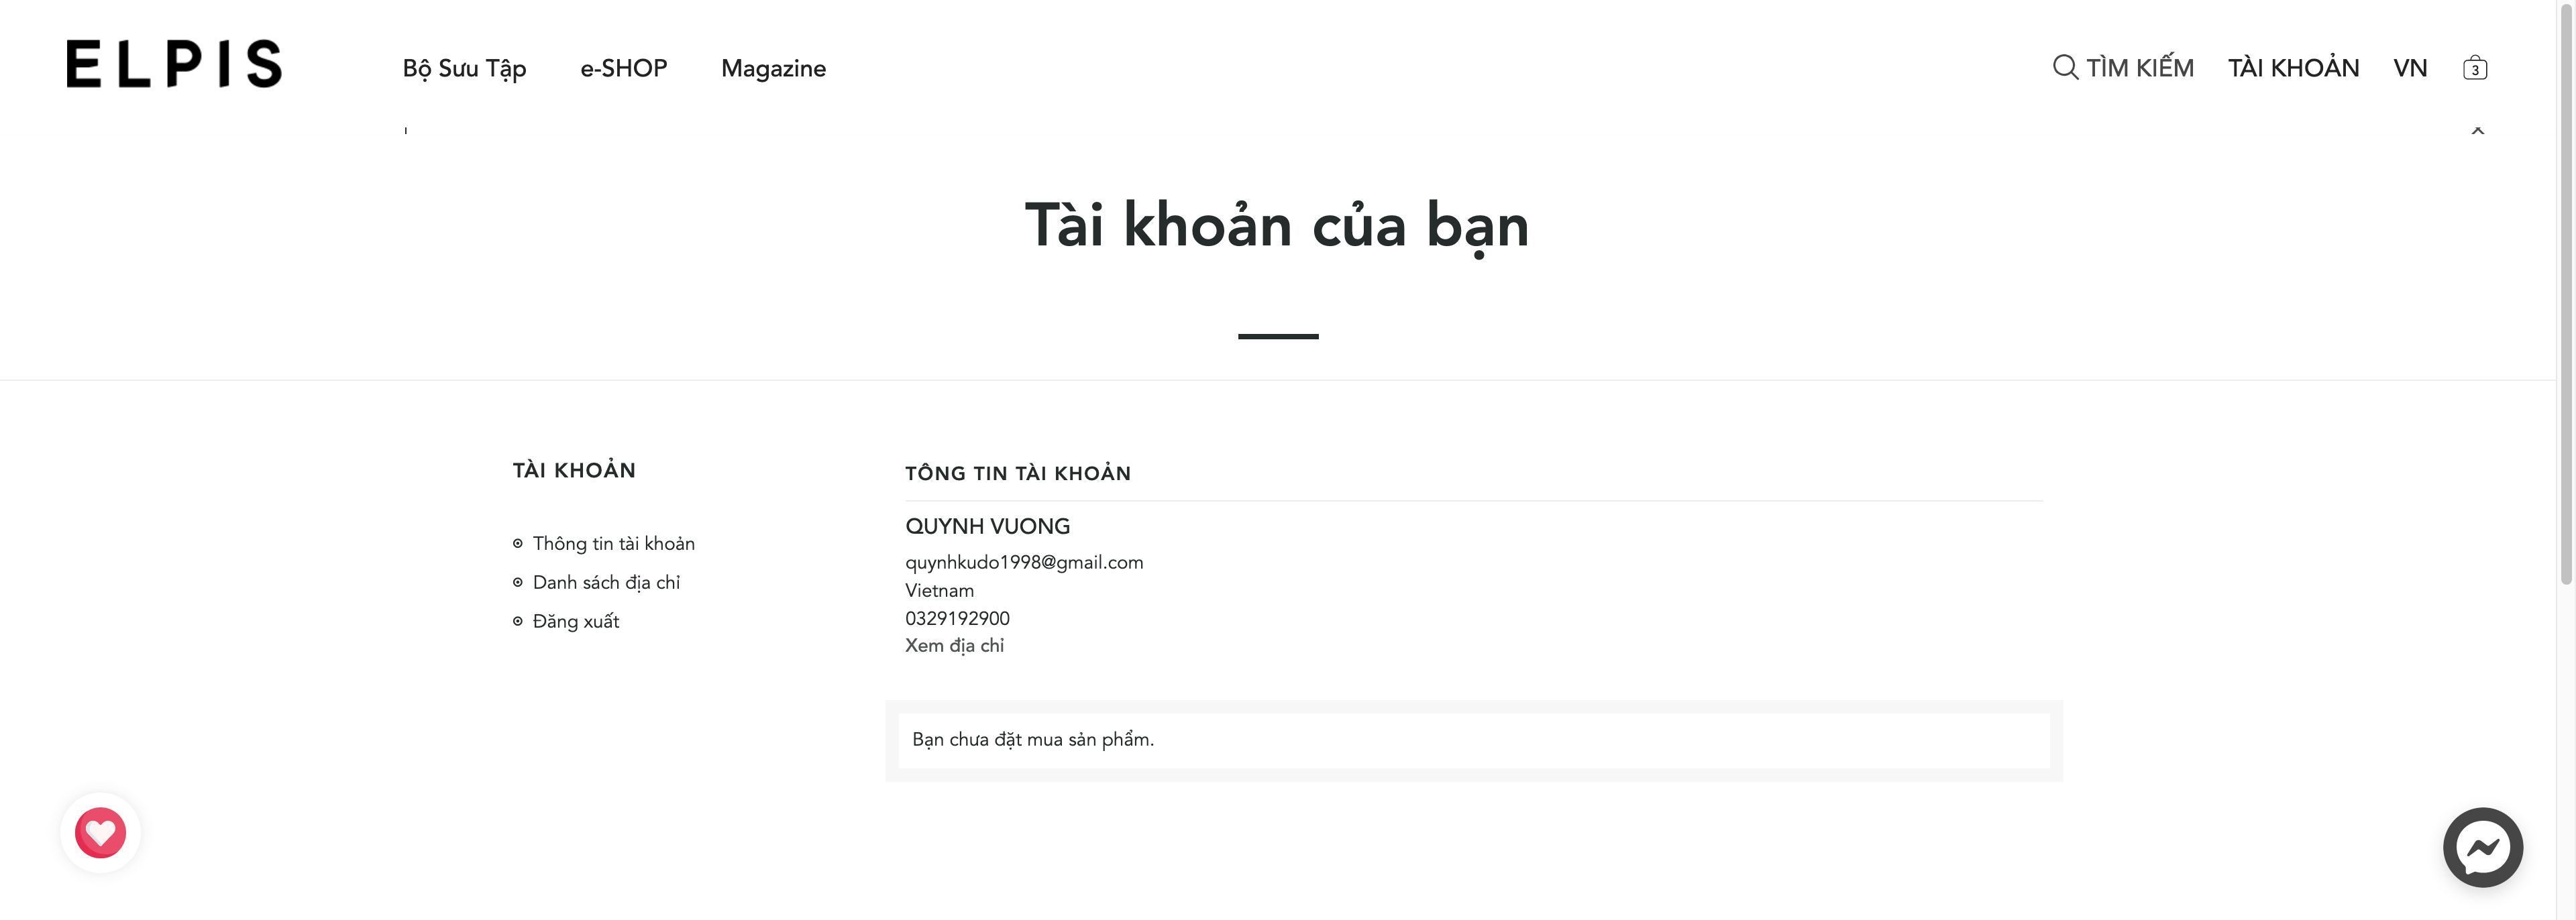 ELPIS
Bộ Sưu Tập e-SHOP Magazine
TÌM KIẾM TÀI KHOẢN VN 3
Tài khoản của bạn
TÀI KHOẢN
Thông tin tài khoản
Danh sách địa chỉ
Đăng xuất
TÔNG TIN TÀI KHOẢN
QUYNH VUONG
quynhkudo1998@gmail.com
Vietnam
0329192900
Xem địa chỉ
Bạn chưa đặt mua sản phẩm.